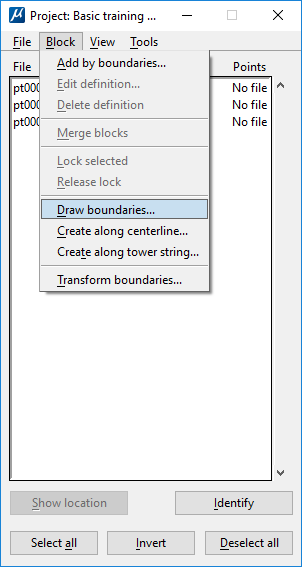 Project: Basic training ...
File Block View Tools
File Points
pt000 No file
pt000 No file
pt000 No file
Add by boundaries...
Edit definition...
Delete definition
Merge blocks
Lock selected
Release lock
Draw boundaries...
Create along centerline...
Create along tower string...
Transform boundaries...
Show location Identify
Select all Invert Deselect all